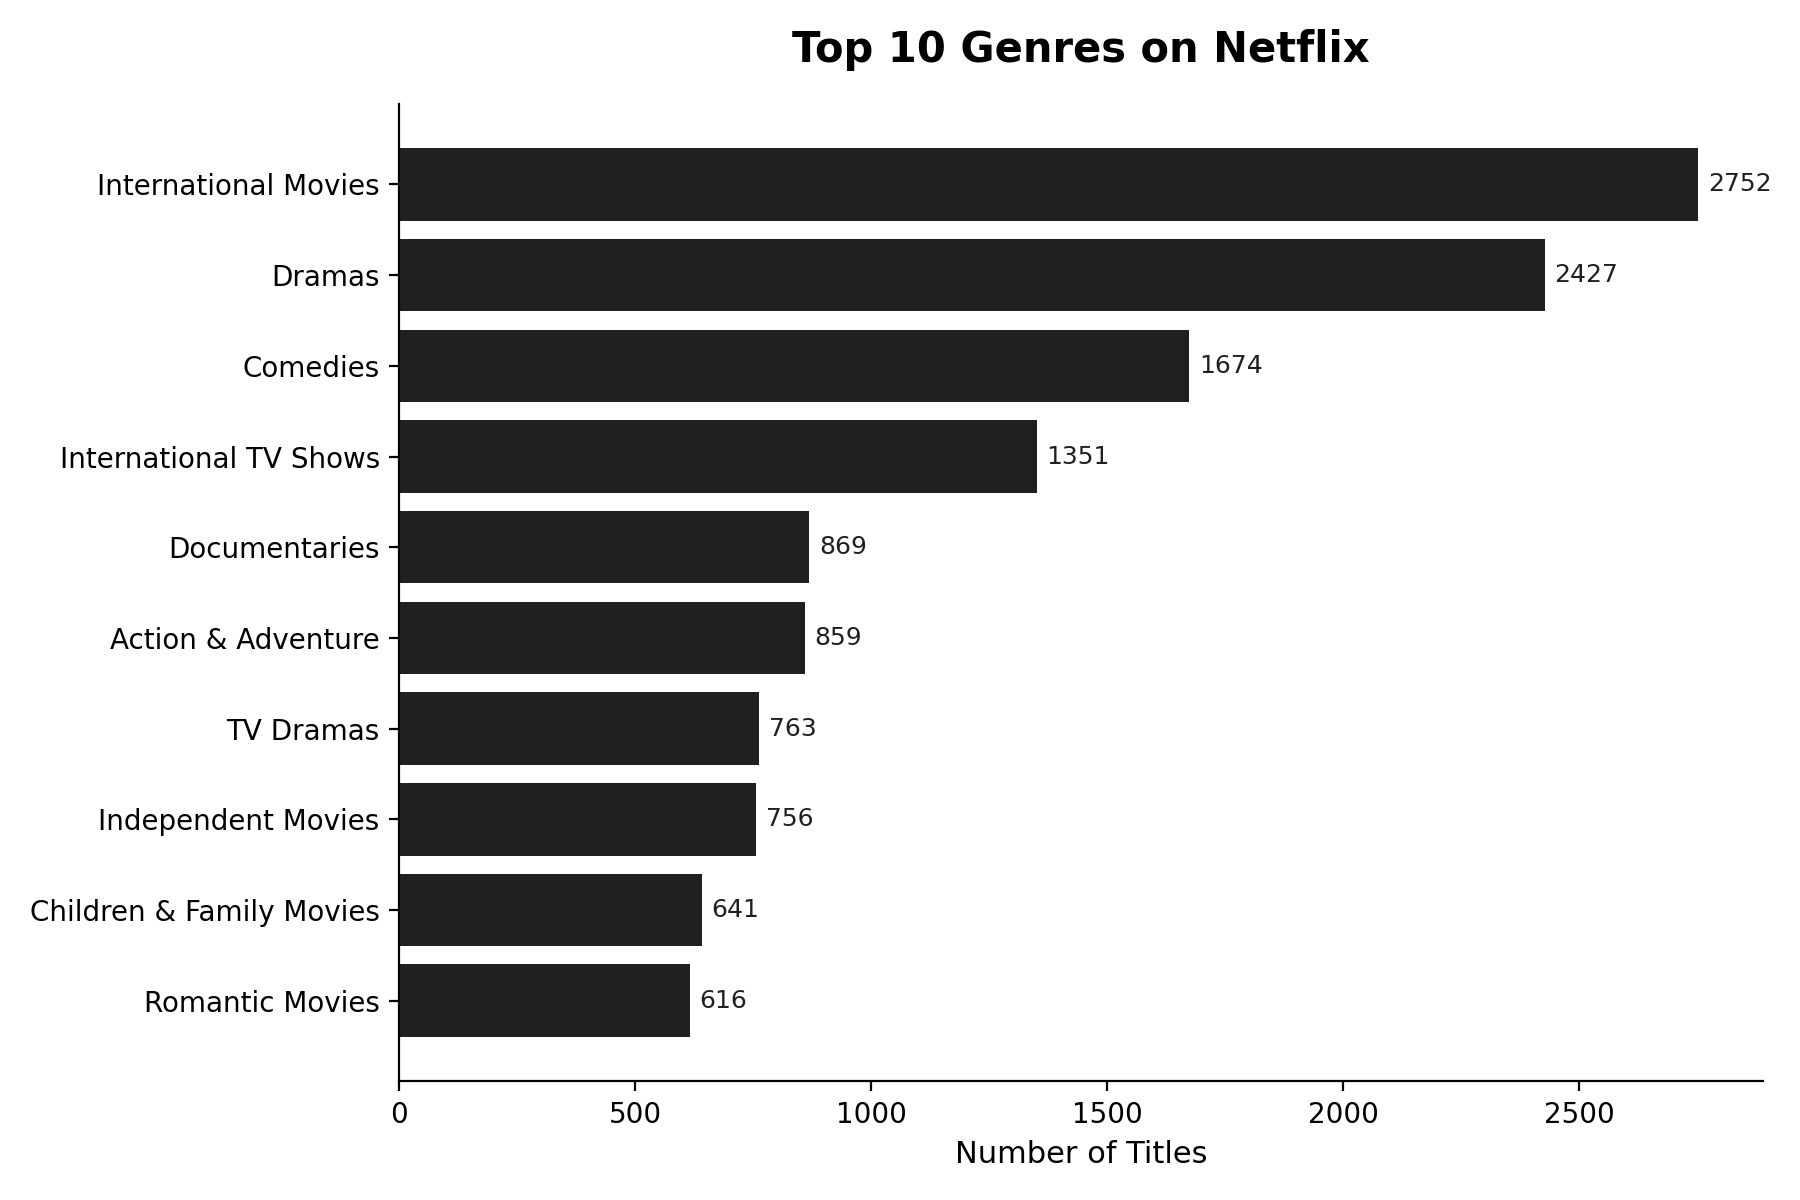 Top 10 Genres on Netflix
International Movies 2752
Dramas 2427
Comedies 1674
International TV Shows 1351
Documentaries 869
Action & Adventure 859
TV Dramas 763
Independent Movies 756
Children & Family Movies 641
Romantic Movies 616
0 500 1000 1500 2000 2500
Number of Titles